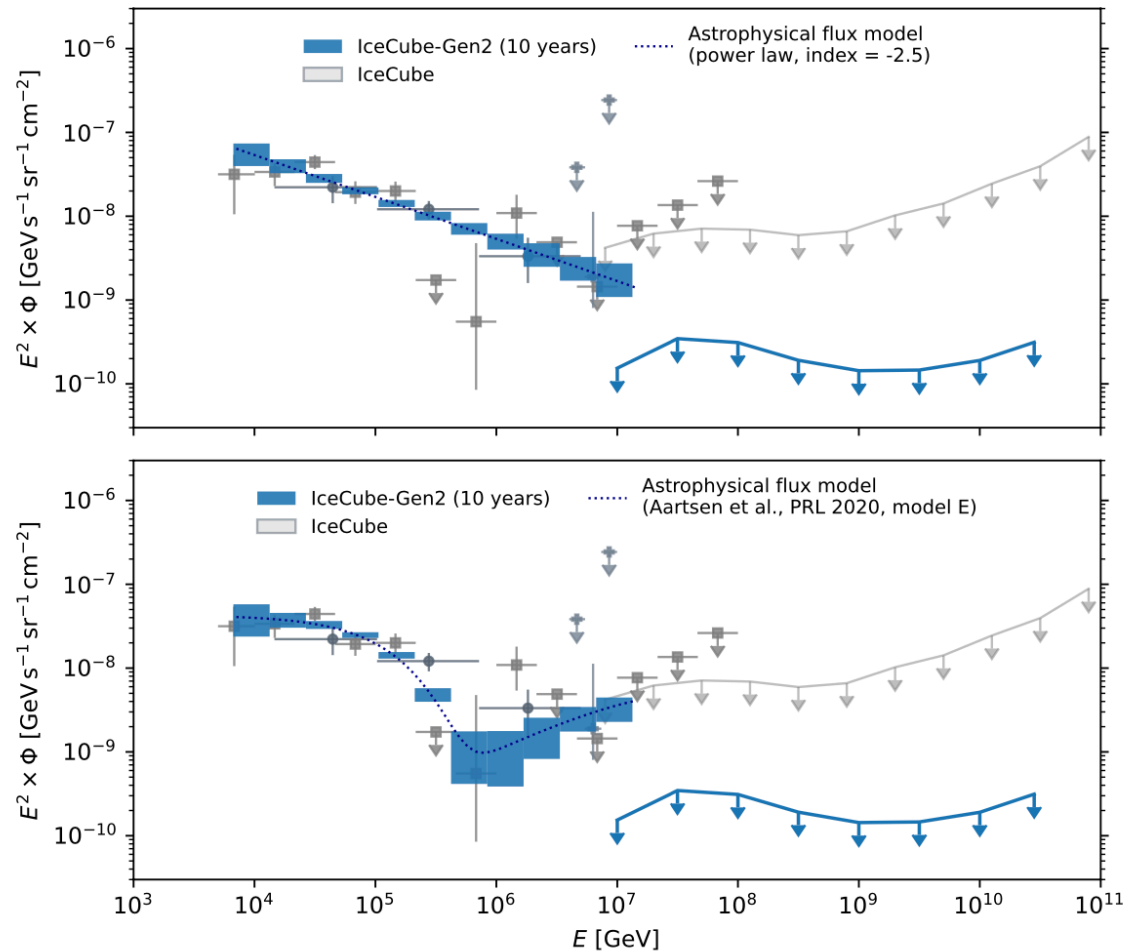 10⁻⁶
10⁻⁷
10⁻⁸
10⁻⁹
10⁻¹⁰
E² × Φ [GeV s⁻¹ sr⁻¹ cm⁻²]
IceCube-Gen2 (10 years)
IceCube
Astrophysical flux model
(power law, index = -2.5)
10⁻⁶
10⁻⁷
10⁻⁸
10⁻⁹
10⁻¹⁰
E² × Φ [GeV s⁻¹ sr⁻¹ cm⁻²]
IceCube-Gen2 (10 years)
IceCube
Astrophysical flux model
(Aartsen et al., PRL 2020, model E)
10³ 10⁴ 10⁵ 10⁶ 10⁷ 10⁸ 10⁹ 10¹⁰ 10¹¹
E [GeV]